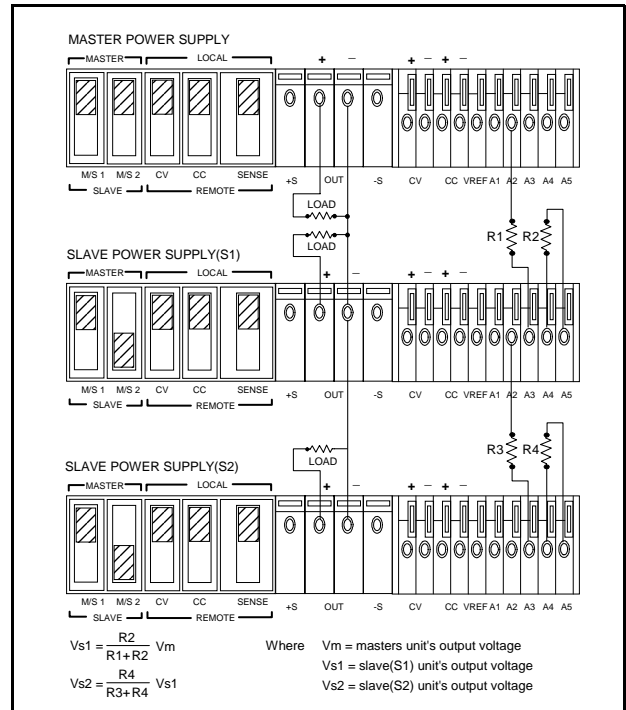 MASTER POWER SUPPLY
MASTER LOCAL + – + – + –
M/S 1 M/S 2 CV CC SENSE +S OUT -S CV CC VREF A1 A2 A3 A4 A5
SLAVE REMOTE
LOAD
LOAD
R1 R2
SLAVE POWER SUPPLY(S1)
MASTER LOCAL + – + – + –
M/S 1 M/S 2 CV CC SENSE +S OUT -S CV CC VREF A1 A2 A3 A4 A5
SLAVE REMOTE
LOAD
R3 R4
SLAVE POWER SUPPLY(S2)
MASTER LOCAL + – + – + –
M/S 1 M/S 2 CV CC SENSE +S OUT -S CV CC VREF A1 A2 A3 A4 A5
SLAVE REMOTE
Vs1 = R2 / R1+R2 Vm
Where Vm = masters unit's output voltage
Vs1 = slave(S1) unit's output voltage
Vs2 = R4 / R3+R4 Vs1
Vs2 = slave(S2) unit's output voltage